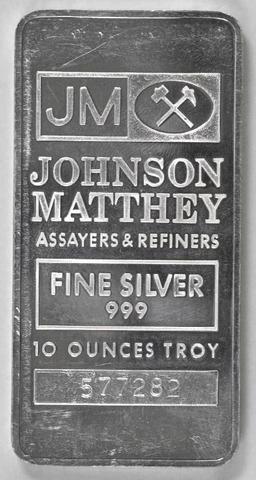 JM
JOHNSON
MATTHEY
ASSAYERS & REFINERS
FINE SILVER
999
10 OUNCES TROY
577282